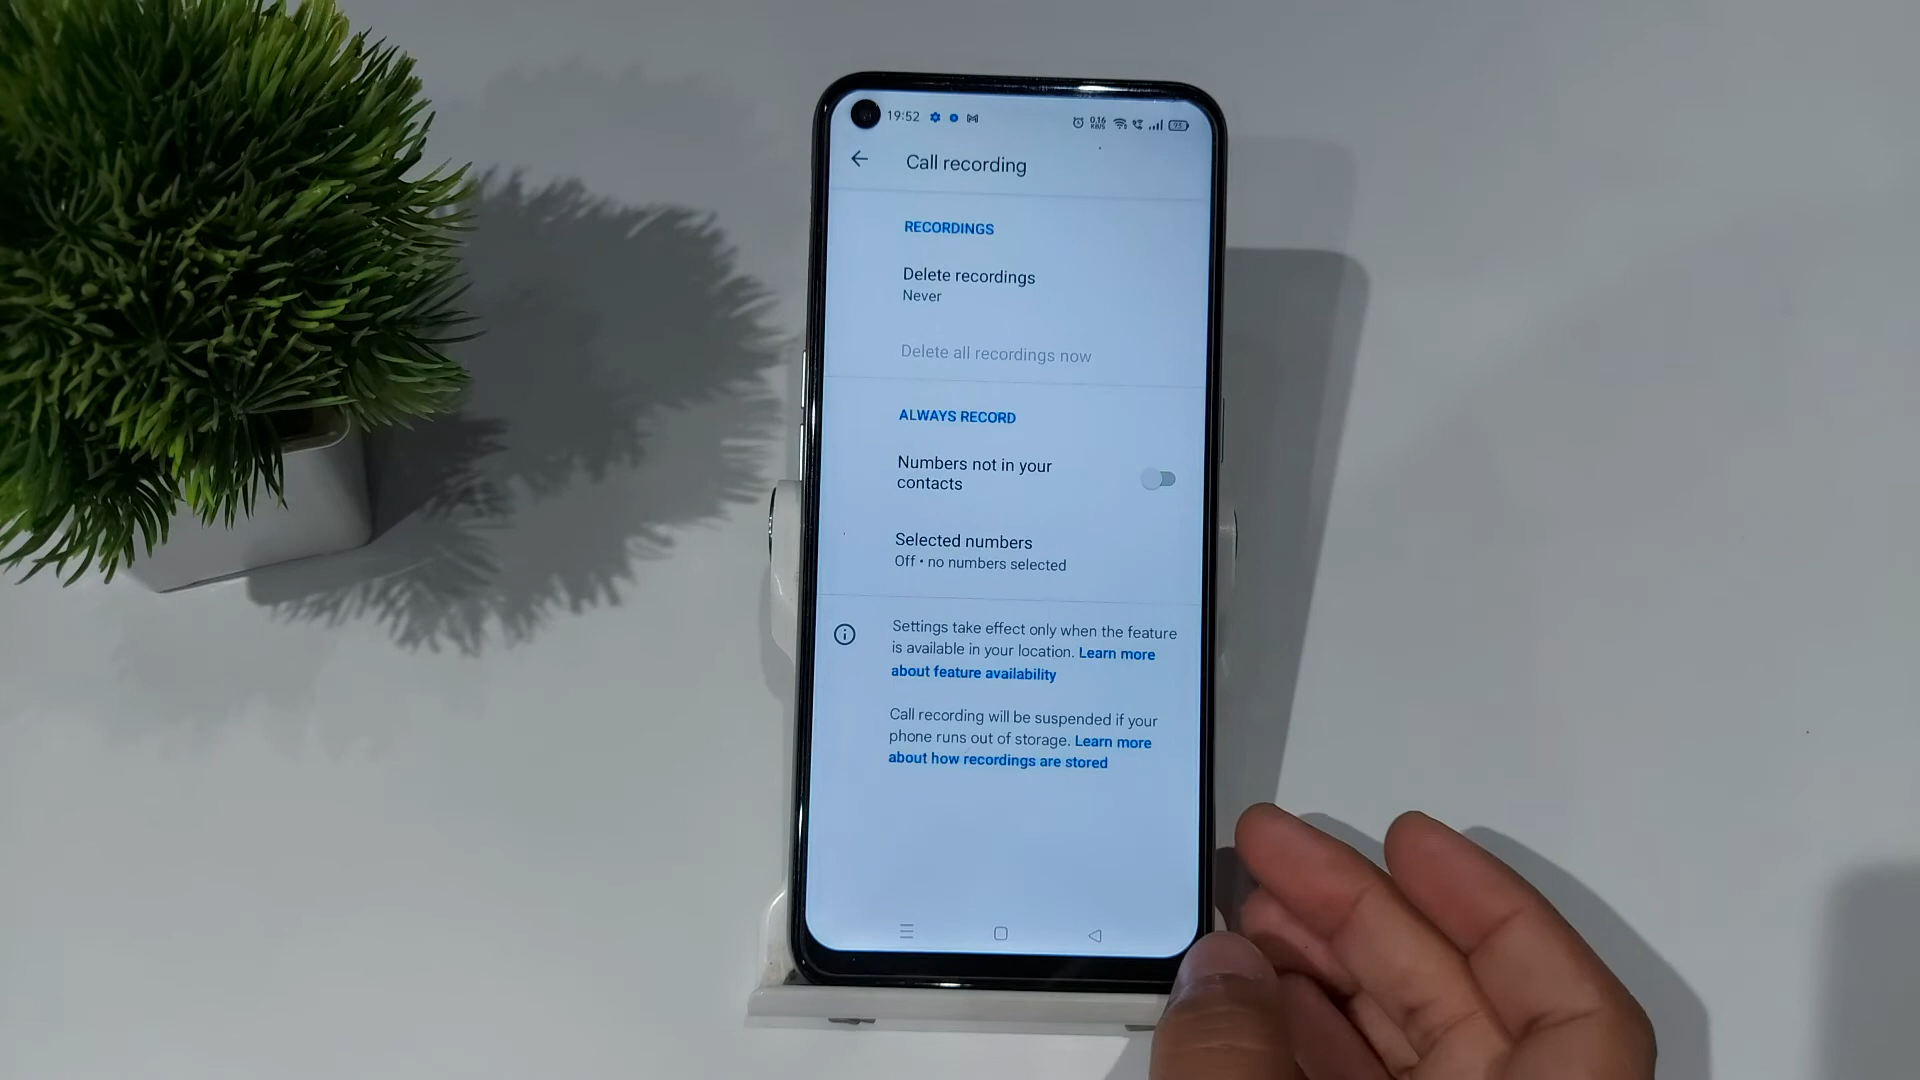 19:52
0.16
KB/S
Call recording
RECORDINGS
Delete recordings
Never
Delete all recordings now
ALWAYS RECORD
Numbers not in your
contacts
Selected numbers
Off • no numbers selected
Settings take effect only when the feature
is available in your location. Learn more
about feature availability
Call recording will be suspended if your
phone runs out of storage. Learn more
about how recordings are stored